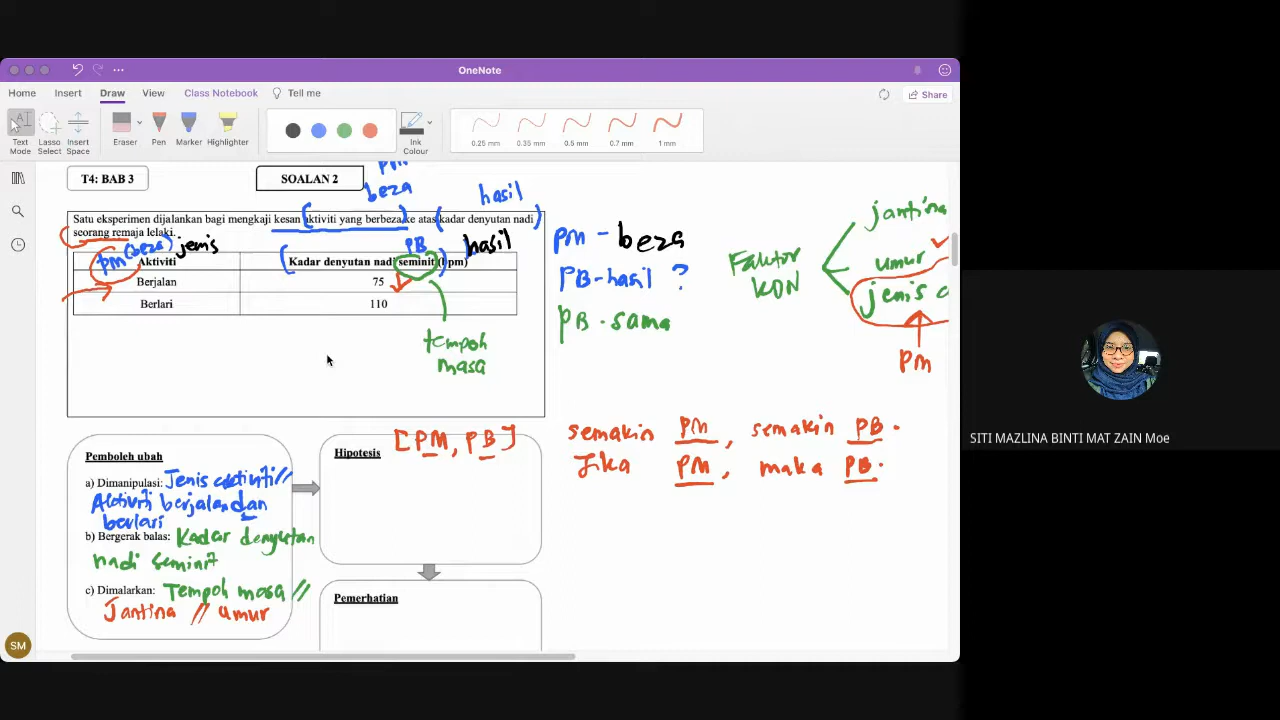 OneNote
Home Insert Draw View Class Notebook Tell me
Share
Text Mode
Lasso Select
Insert Space
Eraser
Pen
Marker
Highlighter
Ink Colour
0.25 mm
0.35 mm
0.5 mm
0.7 mm
1 mm
T4: BAB 3
SOALAN 2
PM
beza
hasil
Satu eksperimen dijalankan bagi mengkaji kesan aktiviti yang berbeza ke atas kadar denyutan nadi
seorang remaja lelaki.
PM (beza) jenis
PB hasil
Aktiviti Kadar denyutan nadi seminit (bpm)
Berjalan 75
Berlari 110
tempoh
masa
PM - beza
PB - hasil ?
PB . sama
Faktor
KDN
jantina
umur
jenis a
PM
semakin PM, semakin PB.
Jika PM, maka PB.
Pemboleh ubah
a) Dimanipulasi: Jenis aktiviti //
Aktiviti berjalan dan
berlari
b) Bergerak balas: Kadar denyutan
nadi seminit
c) Dimalarkan: Tempoh masa //
Jantina // umur
[PM, PB]
Hipotesis
Pemerhatian
SM
SITI MAZLINA BINTI MAT ZAIN Moe